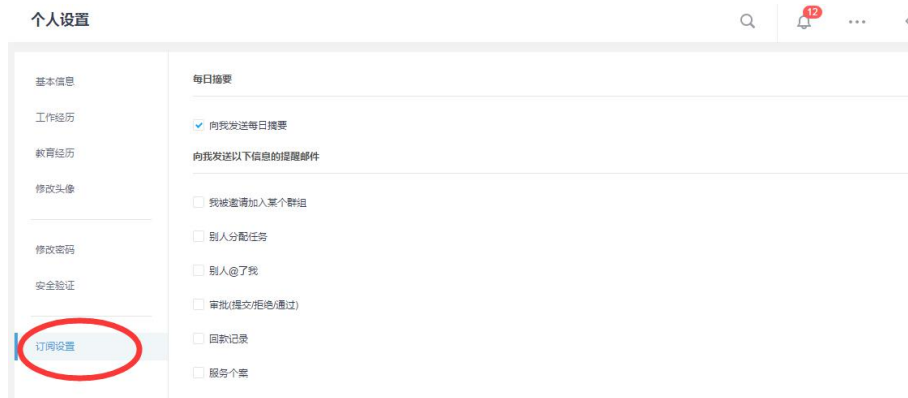 个人设置
12
基本信息
工作经历
教育经历
修改头像
修改密码
安全验证
订阅设置
每日摘要
向我发送每日摘要
向我发送以下信息的提醒邮件
我被邀请加入某个群组
别人分配任务
别人@了我
审批(提交/拒绝/通过)
回款记录
服务个案